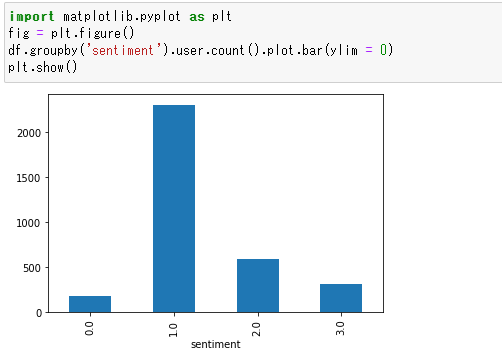 import matplotlib.pyplot as plt
fig = plt.figure()
df.groupby('sentiment').user.count().plot.bar(ylim = 0)
plt.show()
2000
1500
1000
500
0
0.0 1.0 2.0 3.0
sentiment